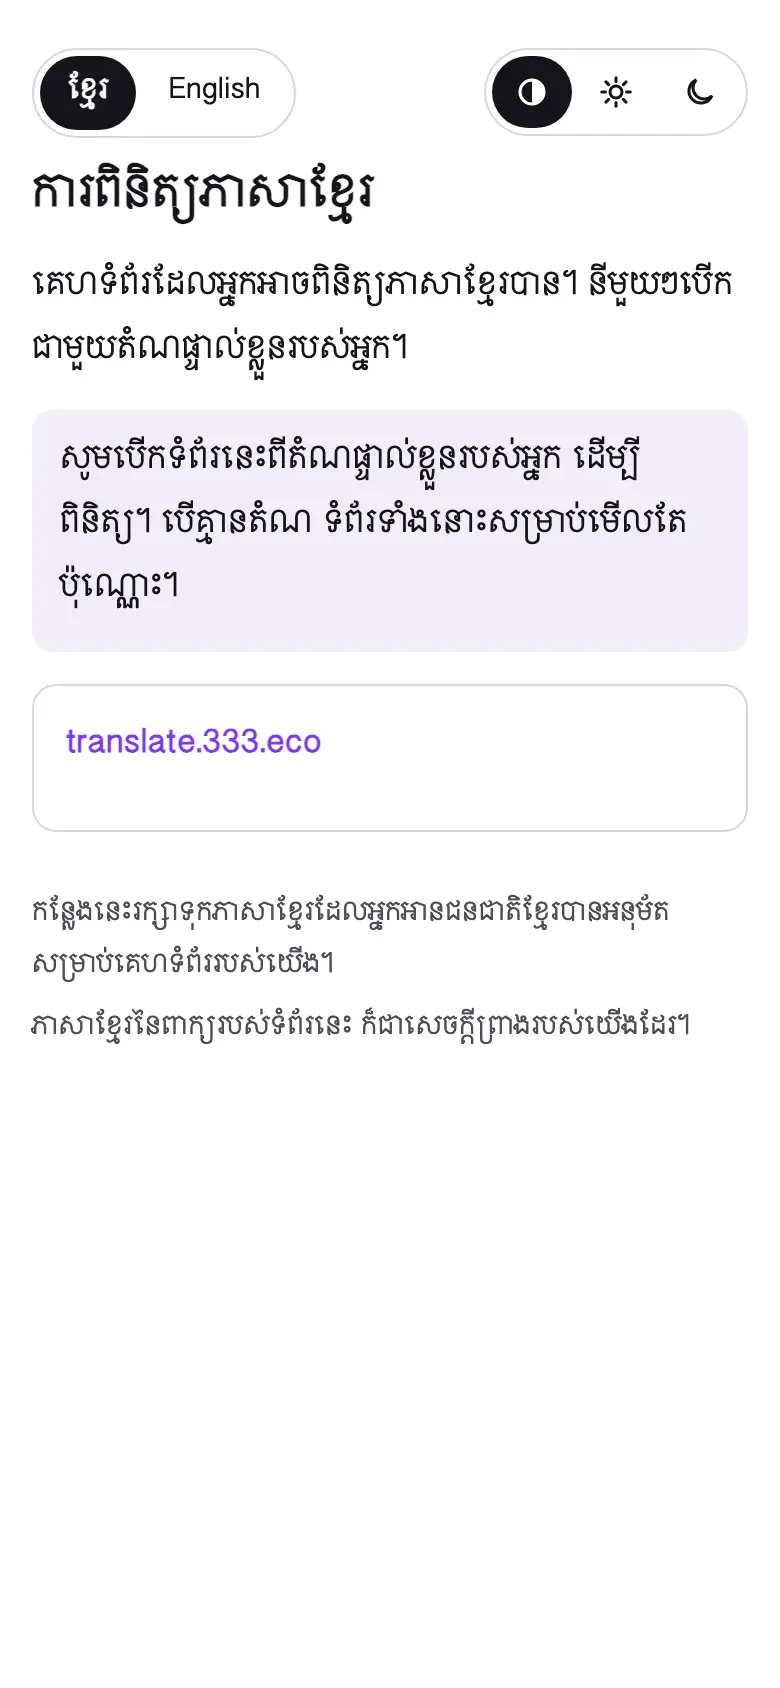 ខ្មែរ
English
ការពិនិត្យភាសាខ្មែរ
គេហទំព័រដែលអ្នកអាចពិនិត្យភាសាខ្មែរបាន។ នីមួយៗបើក
ជាមួយតំណផ្ទាល់ខ្លួនរបស់អ្នក។
សូមបើកទំព័រនេះពីតំណផ្ទាល់ខ្លួនរបស់អ្នក ដើម្បី
ពិនិត្យ។ បើគ្មានតំណ ទំព័រទាំងនោះសម្រាប់មើលតែ
ប៉ុណ្ណោះ។
translate.333.eco
កន្លែងនេះរក្សាទុកភាសាខ្មែរដែលអ្នកអានជនជាតិខ្មែរបានអនុម័ត
សម្រាប់គេហទំព័ររបស់យើង។
ភាសាខ្មែរនៃពាក្យរបស់ទំព័រនេះ ក៏ជាសេចក្តីព្រាងរបស់យើងដែរ។